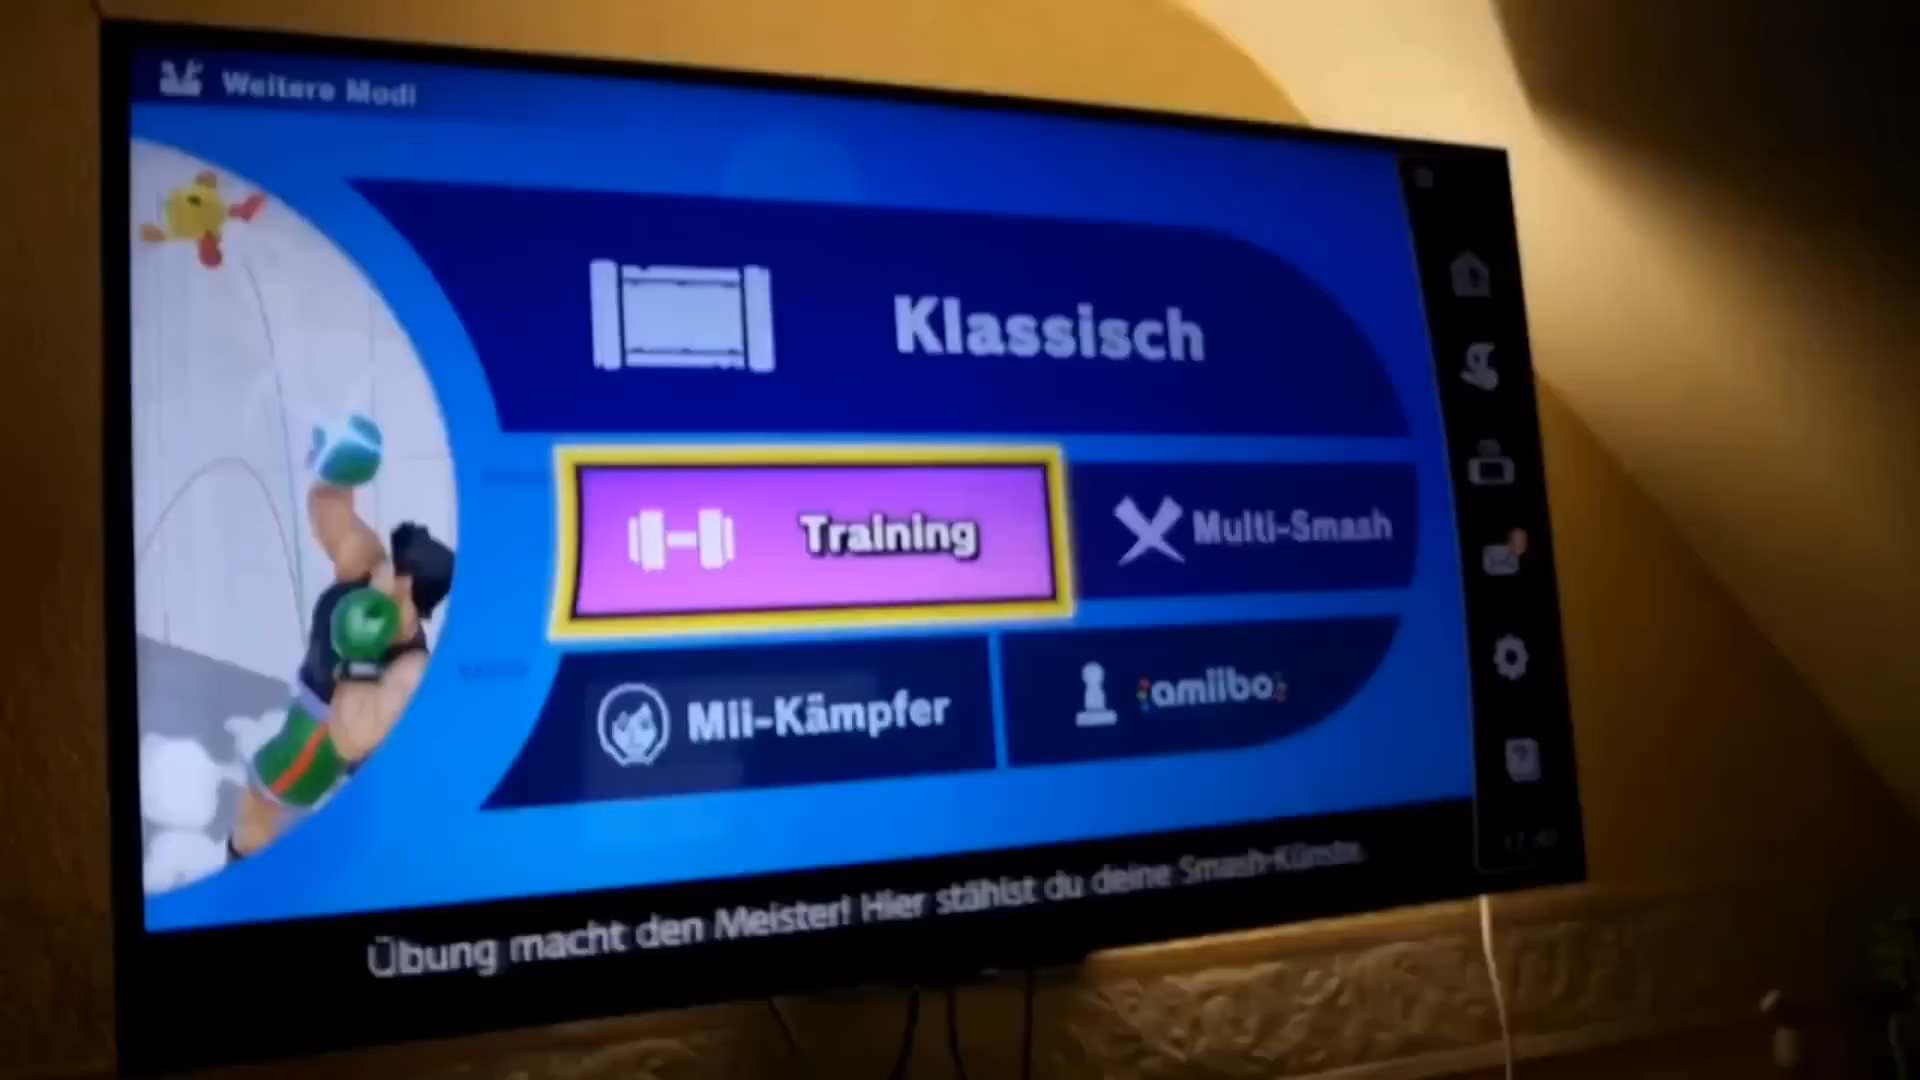 Weitere Modi
Klassisch
Training
Multi-Smash
Mii-Kämpfer
amiibo
Übung macht den Meister! Hier stählst du deine Smash-Künste.